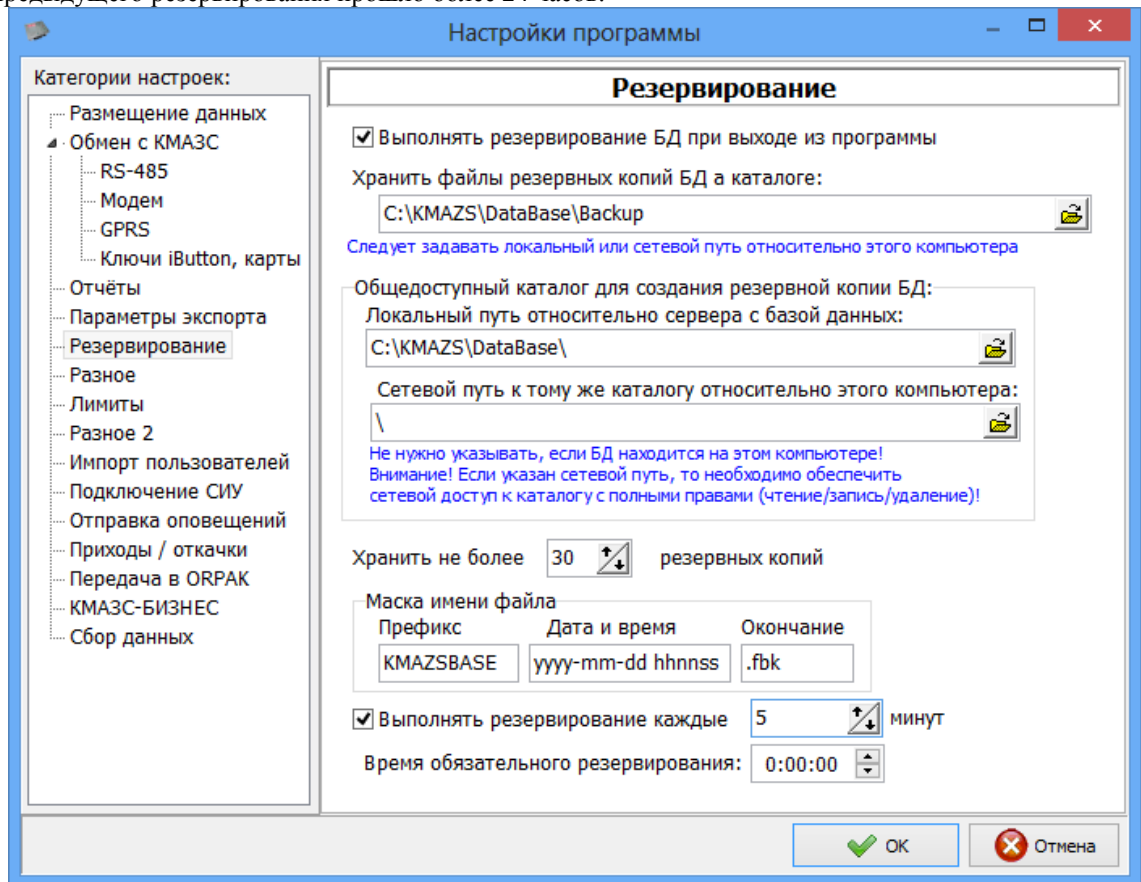 предыдущего резервирования прошло более 24 часов.
Настройки программы
Категории настроек:
Размещение данных
Обмен с КМАЗС
RS-485
Модем
GPRS
Ключи iButton, карты
Отчёты
Параметры экспорта
Резервирование
Разное
Лимиты
Разное 2
Импорт пользователей
Подключение СИУ
Отправка оповещений
Приходы / откачки
Передача в ORPAK
КМАЗС-БИЗНЕС
Сбор данных
Резервирование
Выполнять резервирование БД при выходе из программы
Хранить файлы резервных копий БД а каталоге:
C:\KMAZS\DataBase\Backup
Следует задавать локальный или сетевой путь относительно этого компьютера
Общедоступный каталог для создания резервной копии БД:
Локальный путь относительно сервера с базой данных:
C:\KMAZS\DataBase\
Сетевой путь к тому же каталогу относительно этого компьютера:
\
Не нужно указывать, если БД находится на этом компьютере!
Внимание! Если указан сетевой путь, то необходимо обеспечить
сетевой доступ к каталогу с полными правами (чтение/запись/удаление)!
Хранить не более 30 резервных копий
Маска имени файла
Префикс Дата и время Окончание
KMAZSBASE yyyy-mm-dd hhnnss .fbk
Выполнять резервирование каждые 5 минут
Время обязательного резервирования: 0:00:00
OK Отмена